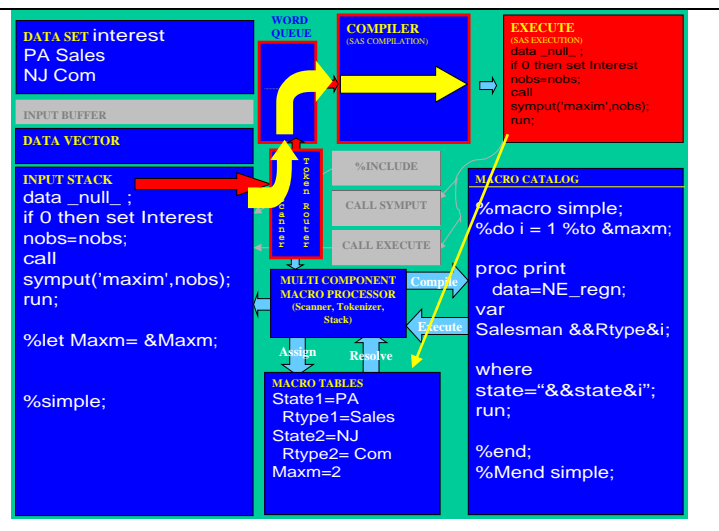 DATA SET interest
PA Sales
NJ Com
INPUT BUFFER
DATA VECTOR
INPUT STACK
data _null_ ;
if 0 then set Interest
nobs=nobs;
call
symput('maxim',nobs);
run;
%let Maxm= &Maxm;
%simple;
WORD
QUEUE
COMPILER
(SAS COMPILATION)
EXECUTE
(SAS EXECUTION)
data _null_ ;
if 0 then set Interest
nobs=nobs;
call
symput('maxim',nobs);
run;
Token Router
%INCLUDE
CALL SYMPUT
CALL EXECUTE
MULTI COMPONENT
MACRO PROCESSOR
(Scanner, Tokenizer,
Stack)
Compile
Execute
Assign
Resolve
MACRO TABLES
State1=PA
Rtype1=Sales
State2=NJ
Rtype2= Com
Maxm=2
MACRO CATALOG
%macro simple;
%do i = 1 %to &maxm;
proc print
data=NE_regn;
var
Salesman &&Rtype&i;
where
state=“&&state&i”;
run;
%end;
%Mend simple;